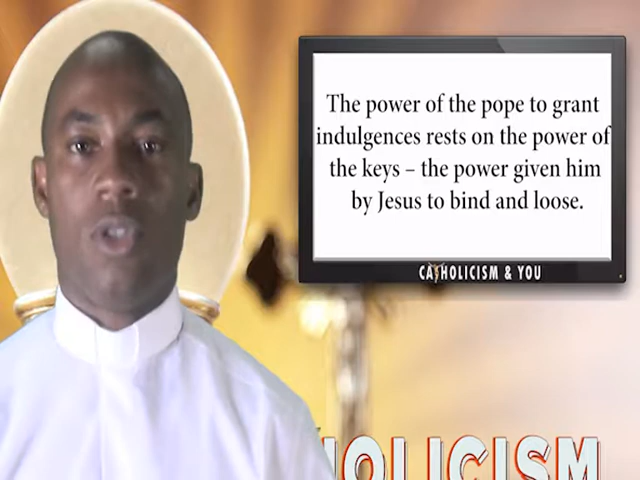 The power of the pope to grant
indulgences rests on the power of
the keys – the power given him
by Jesus to bind and loose.
CATHOLICISM & YOU
HOLICISM